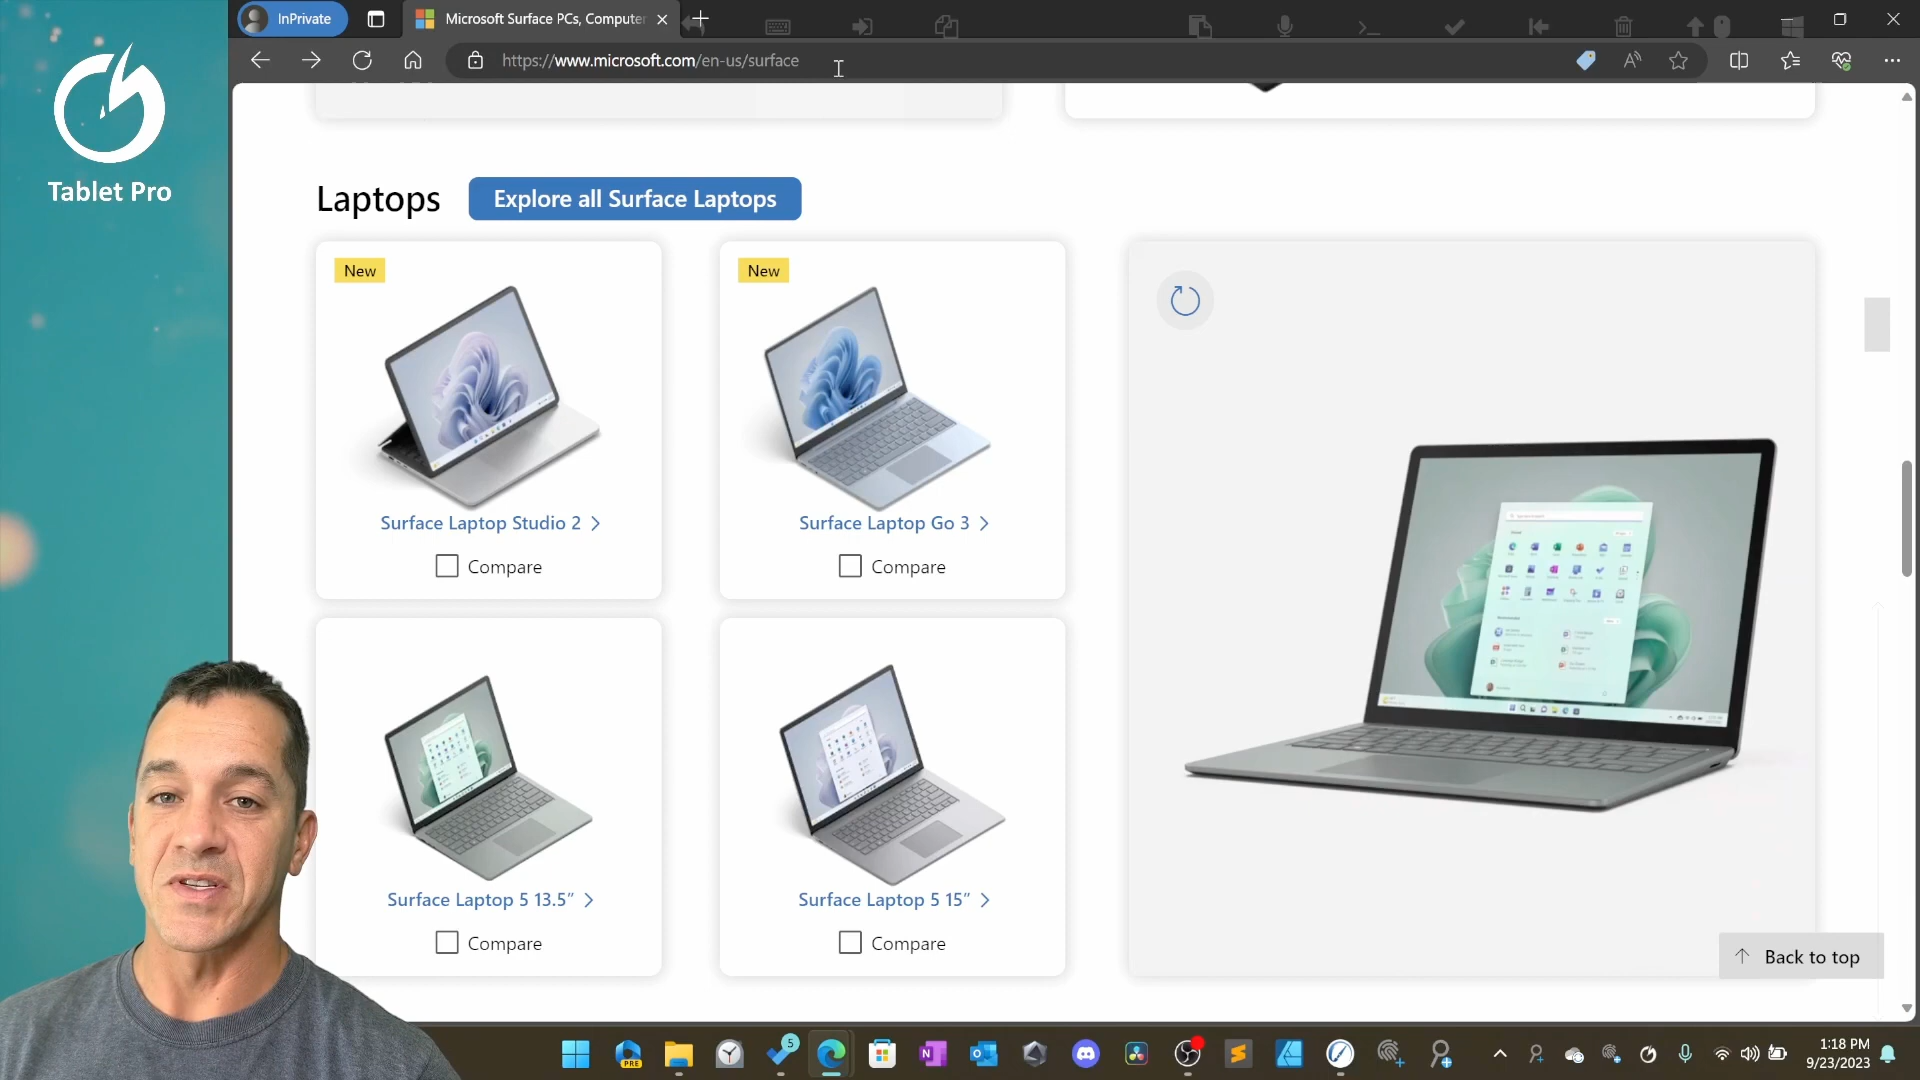 InPrivate
Microsoft Surface PCs, Computer
https://www.microsoft.com/en-us/surface
Tablet Pro
Laptops
Explore all Surface Laptops
New
New
Surface Laptop Studio 2
Surface Laptop Go 3
Compare
Compare
Surface Laptop 5 13.5”
Surface Laptop 5 15”
Compare
Compare
Back to top
PRE
5
1:18 PM
9/23/2023